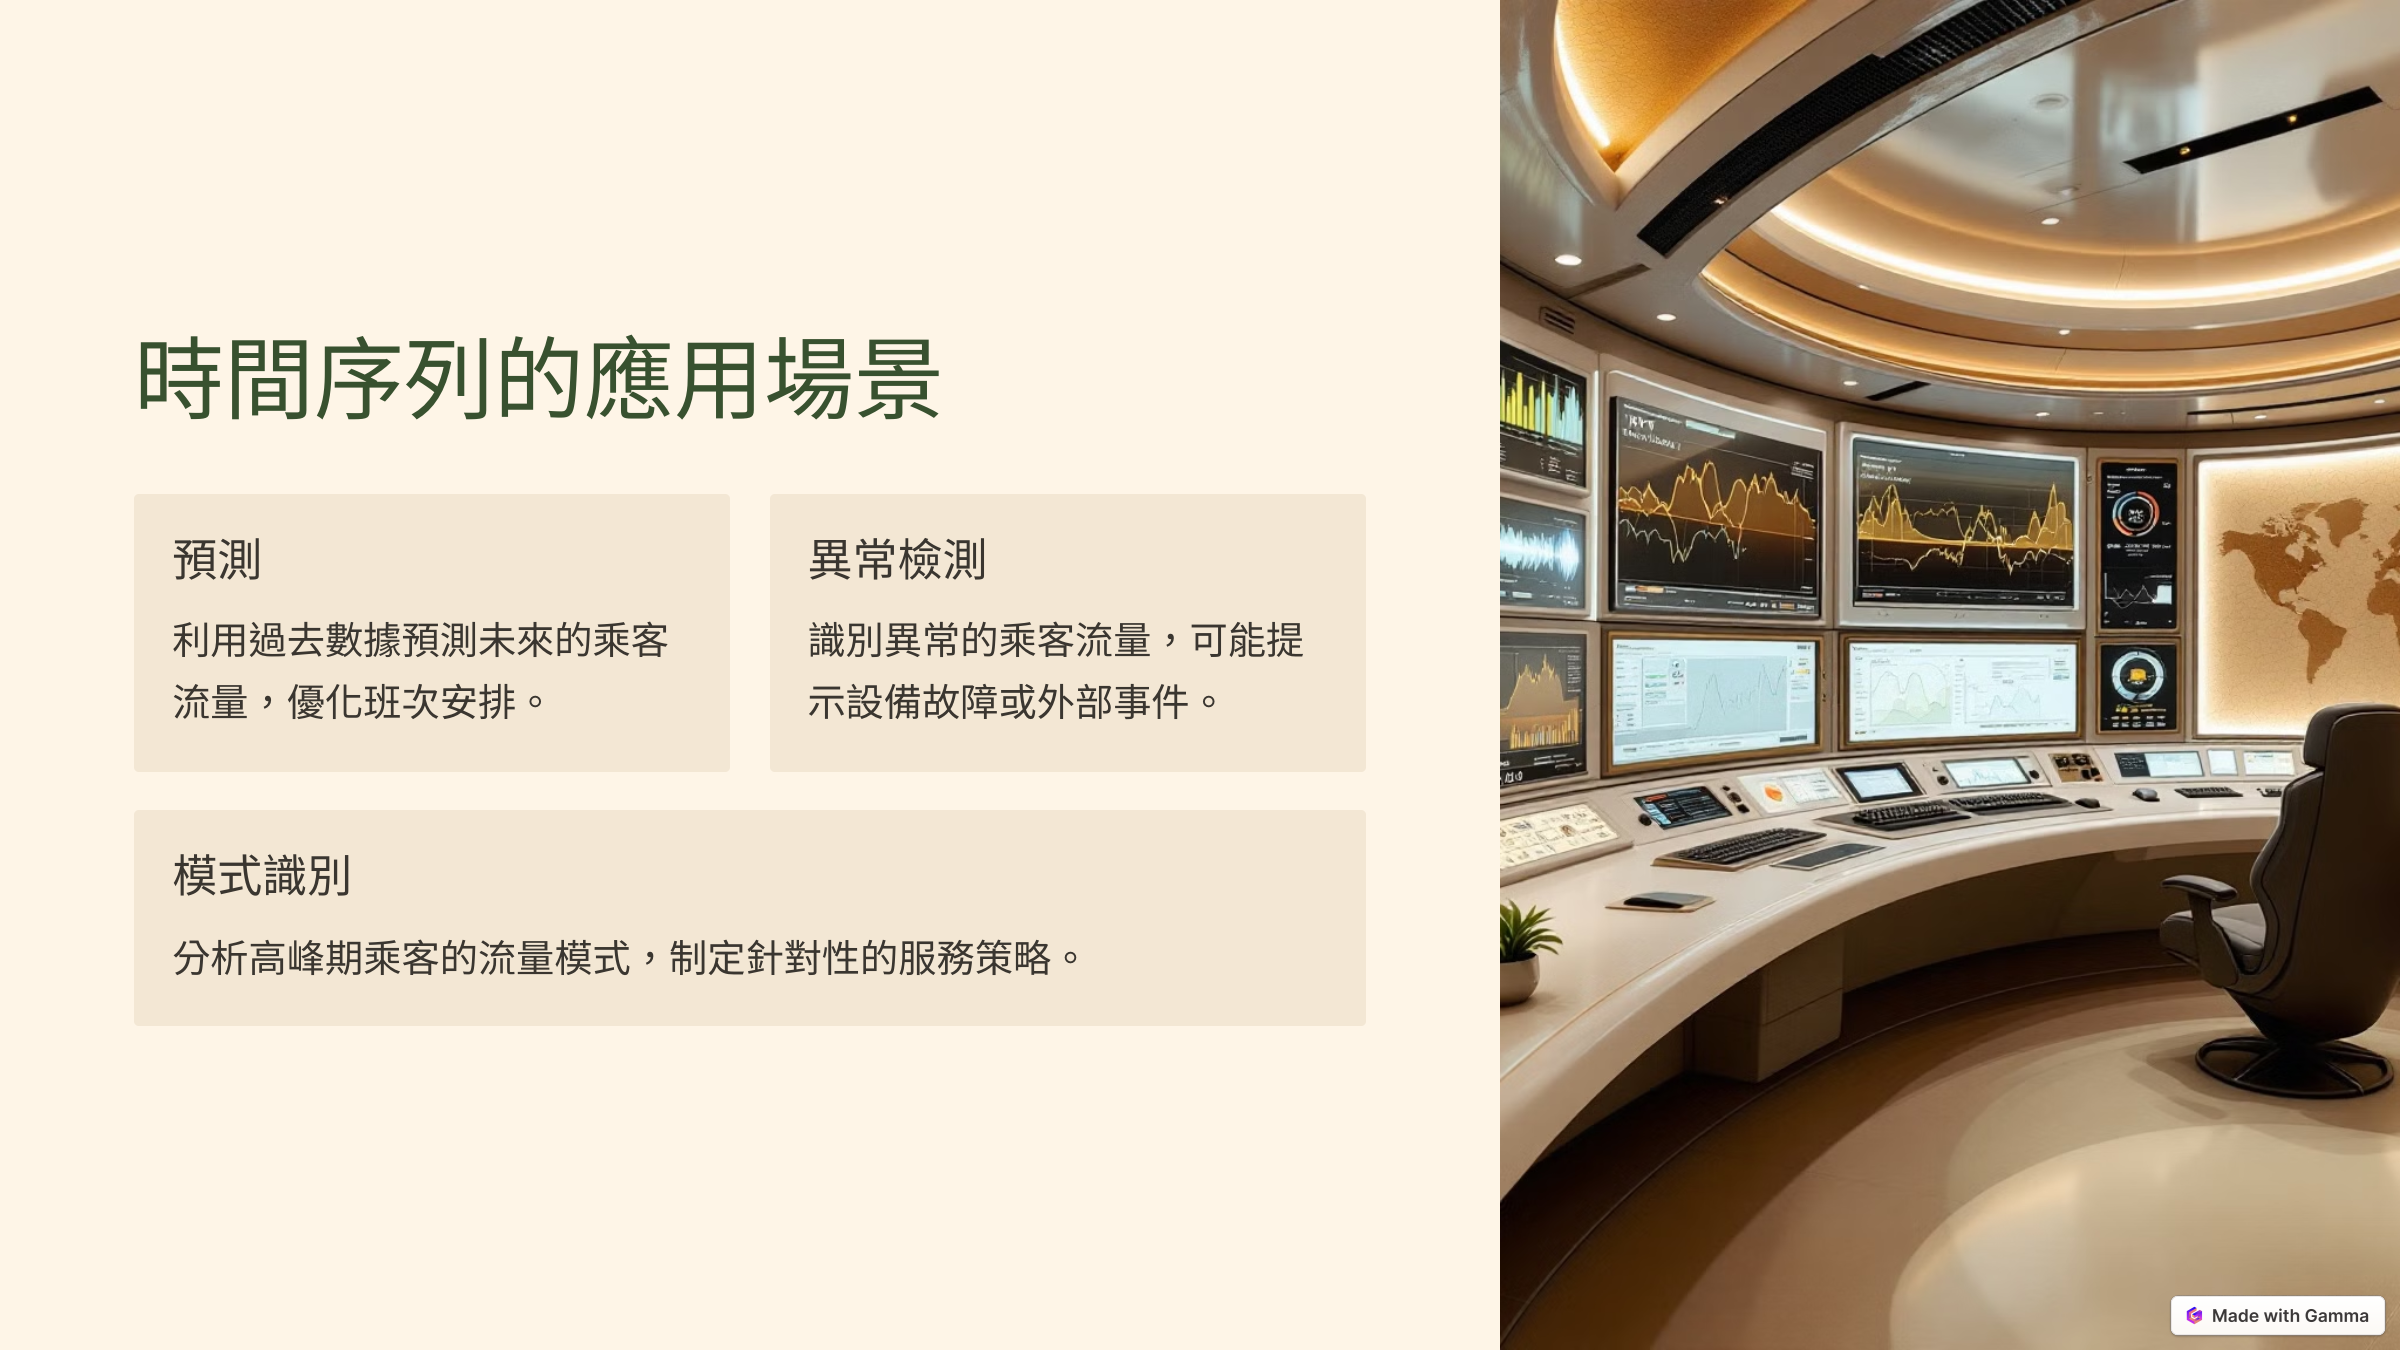 時間序列的應用場景
預測
利用過去數據預測未來的乘客
流量，優化班次安排。
異常檢測
識別異常的乘客流量，可能提
示設備故障或外部事件。
模式識別
分析高峰期乘客的流量模式，制定針對性的服務策略。
Made with Gamma